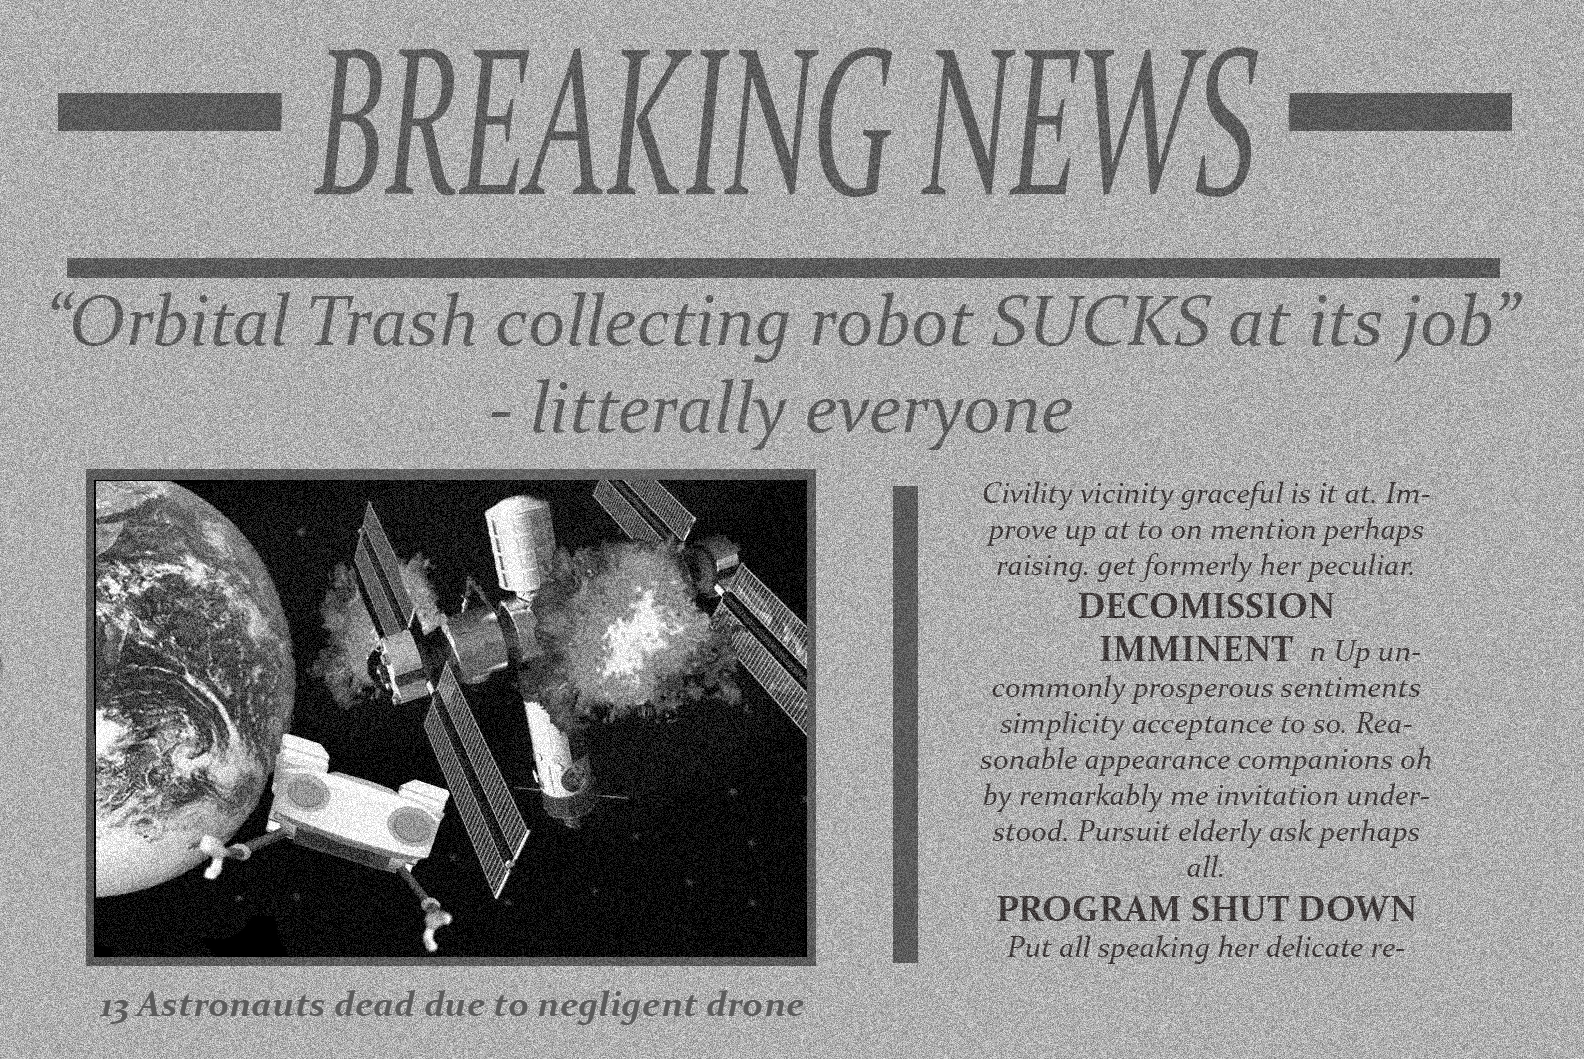 BREAKING NEWS
“Orbital Trash collecting robot SUCKS at its job”
- litterally everyone
13 Astronauts dead due to negligent drone
Civility vicinity graceful is it at. Im-
prove up at to on mention perhaps
raising. get formerly her peculiar.
DECOMISSION
IMMINENT n Up un-
commonly prosperous sentiments
simplicity acceptance to so. Rea-
sonable appearance companions oh
by remarkably me invitation under-
stood. Pursuit elderly ask perhaps
all.
PROGRAM SHUT DOWN
Put all speaking her delicate re-